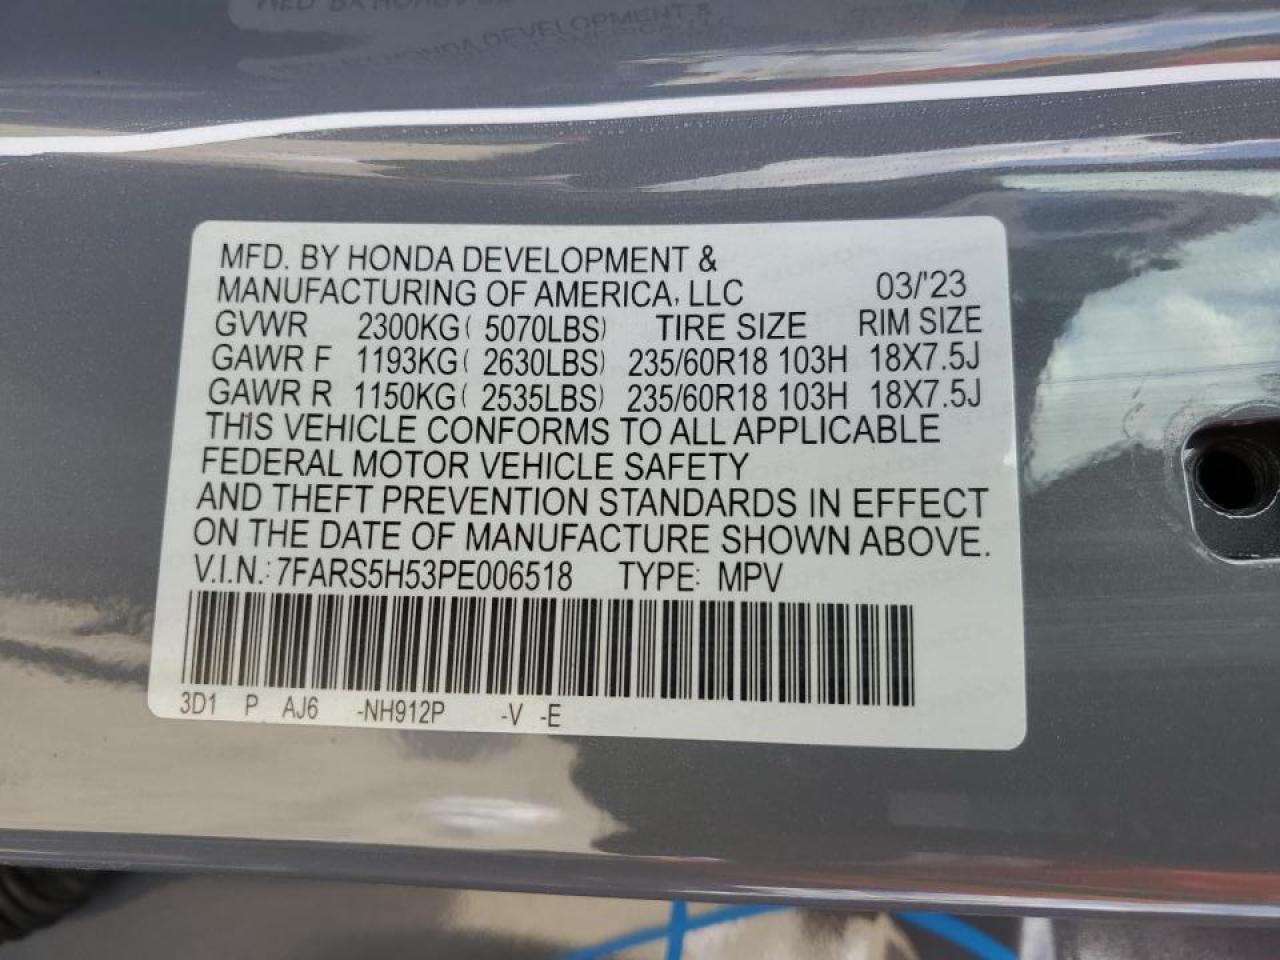 MFD. BY HONDA DEVELOPMENT &
MANUFACTURING OF AMERICA, LLC 03/'23
GVWR 2300KG( 5070LBS) TIRE SIZE RIM SIZE
GAWR F 1193KG( 2630LBS) 235/60R18 103H 18X7.5J
GAWR R 1150KG( 2535LBS) 235/60R18 103H 18X7.5J
THIS VEHICLE CONFORMS TO ALL APPLICABLE
FEDERAL MOTOR VEHICLE SAFETY
AND THEFT PREVENTION STANDARDS IN EFFECT
ON THE DATE OF MANUFACTURE SHOWN ABOVE.
V.I.N.: 7FARS5H53PE006518 TYPE: MPV
3D1 P AJ6 -NH912P -V -E